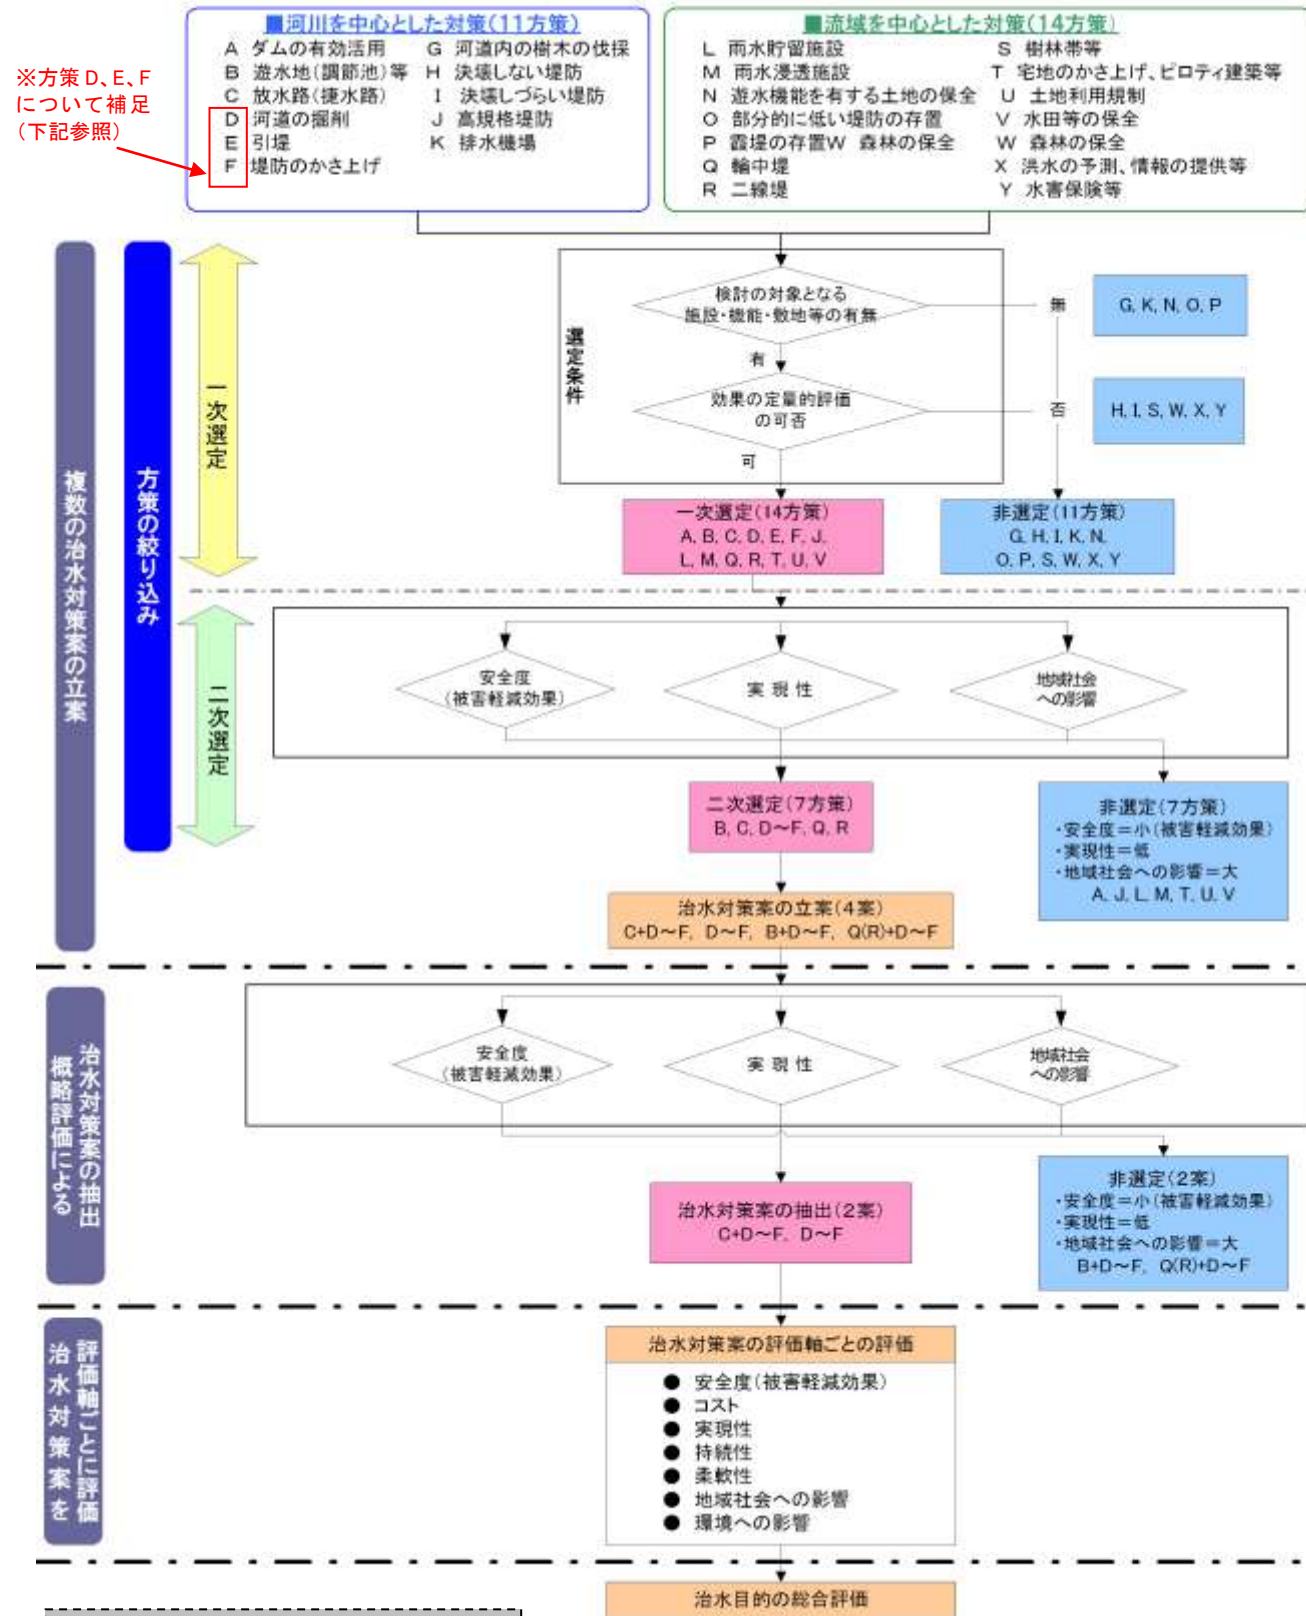 ■河川を中心とした対策(11方策)
A ダムの有効活用
B 遊水地(調節池)等
C 放水路(捷水路)
D 河道の掘削
E 引堤
F 堤防のかさ上げ
G 河道内の樹木の伐採
H 決壊しない堤防
I 決壊しづらい堤防
J 高規格堤防
K 排水機場
※方策D、E、F
について補足
(下記参照)
■流域を中心とした対策(14方策)
L 雨水貯留施設
M 雨水浸透施設
N 遊水機能を有する土地の保全
O 部分的に低い堤防の存置
P 霞堤の存置W 森林の保全
Q 輪中堤
R 二線堤
S 樹林帯等
T 宅地のかさ上げ、ピロティ建築等
U 土地利用規制
V 水田等の保全
W 森林の保全
X 洪水の予測、情報の提供等
Y 水害保険等
複数の治水対策案の立案
方策の絞り込み
一次選定
選定条件
検討の対象となる
施設・機能・敷地等の有無
無
G, K, N, O, P
有
効果の定量的評価
の可否
否
H, I, S, W, X, Y
可
一次選定(14方策)
A, B, C, D, E, F, J,
L, M, Q, R, T, U, V
非選定(11方策)
G, H, I, K, N,
O, P, S, W, X, Y
二次選定
安全度
(被害軽減効果)
実現性
地域社会
への影響
二次選定(7方策)
B, C, D～F, Q, R
非選定(7方策)
・安全度=小(被害軽減効果)
・実現性=低
・地域社会への影響=大
A, J, L, M, T, U, V
治水対策案の立案(4案)
C+D～F, D～F, B+D～F, Q(R)+D～F
概略評価による
治水対策案の抽出
安全度
(被害軽減効果)
実現性
地域社会
への影響
治水対策案の抽出(2案)
C+D～F, D～F
非選定(2案)
・安全度=小(被害軽減効果)
・実現性=低
・地域社会への影響=大
B+D～F, Q(R)+D～F
治水対策案を
評価軸ごとに評価
治水対策案の評価軸ごとの評価
● 安全度(被害軽減効果)
● コスト
● 実現性
● 持続性
● 柔軟性
● 地域社会への影響
● 環境への影響
治水目的の総合評価